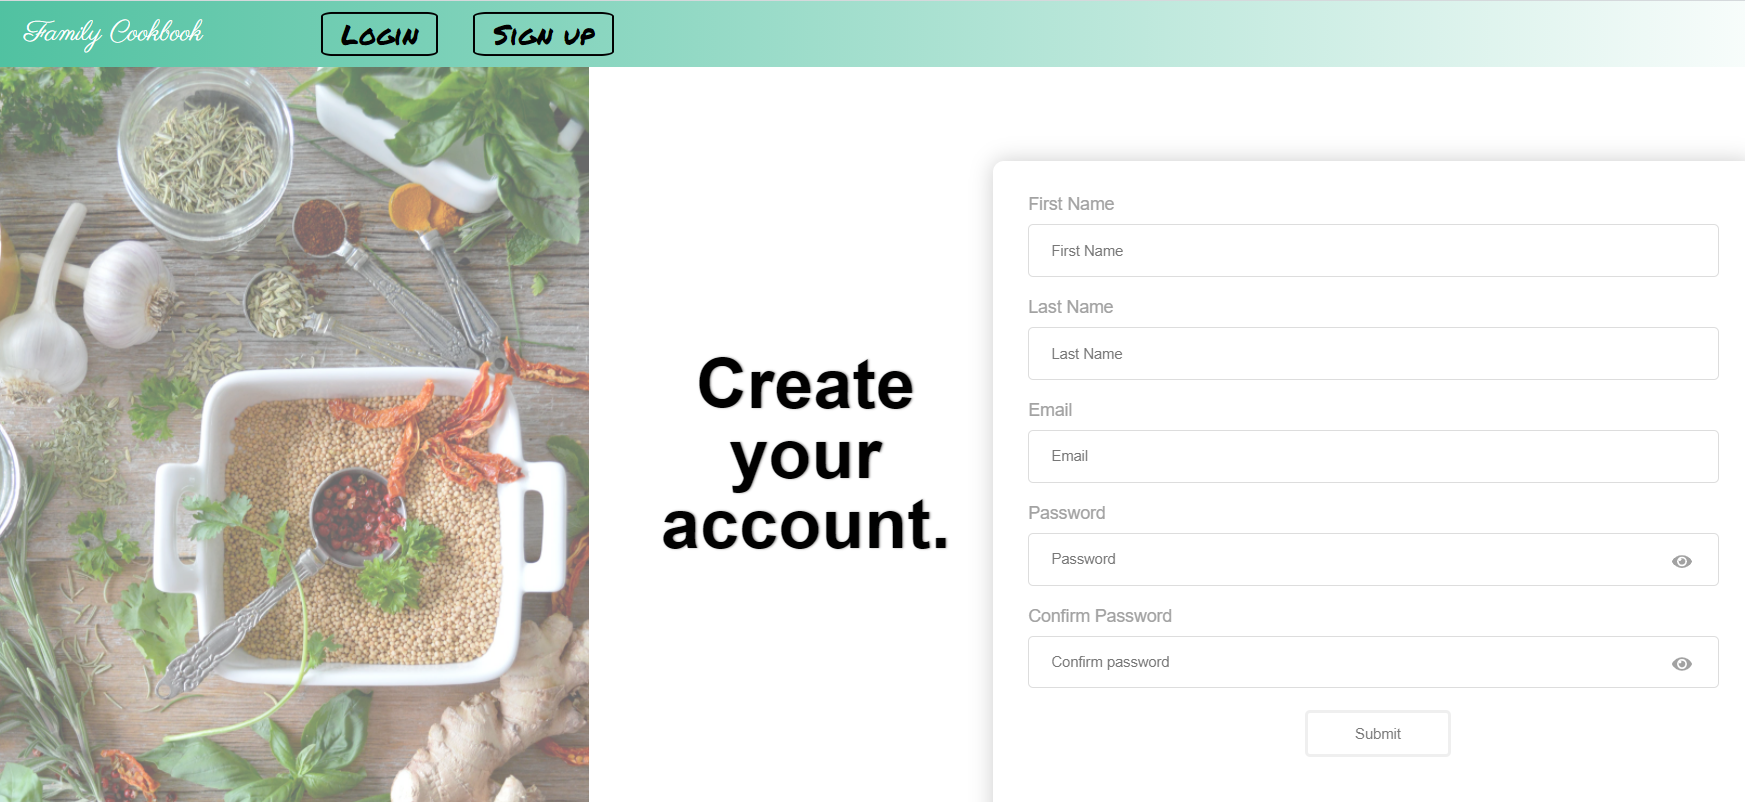 Family Cookbook
Login
Sign up
Create
your
account.
First Name
First Name
Last Name
Last Name
Email
Email
Password
Password
Confirm Password
Confirm password
Submit